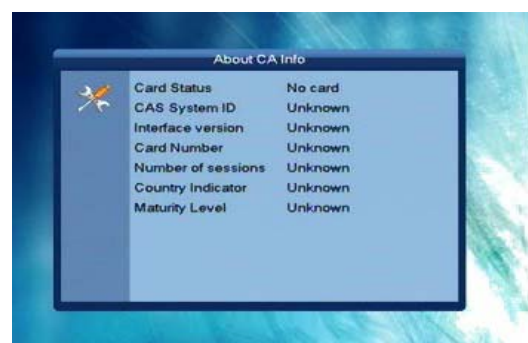 About CA Info
Card Status No card
CAS System ID Unknown
Interface version Unknown
Card Number Unknown
Number of sessions Unknown
Country Indicator Unknown
Maturity Level Unknown